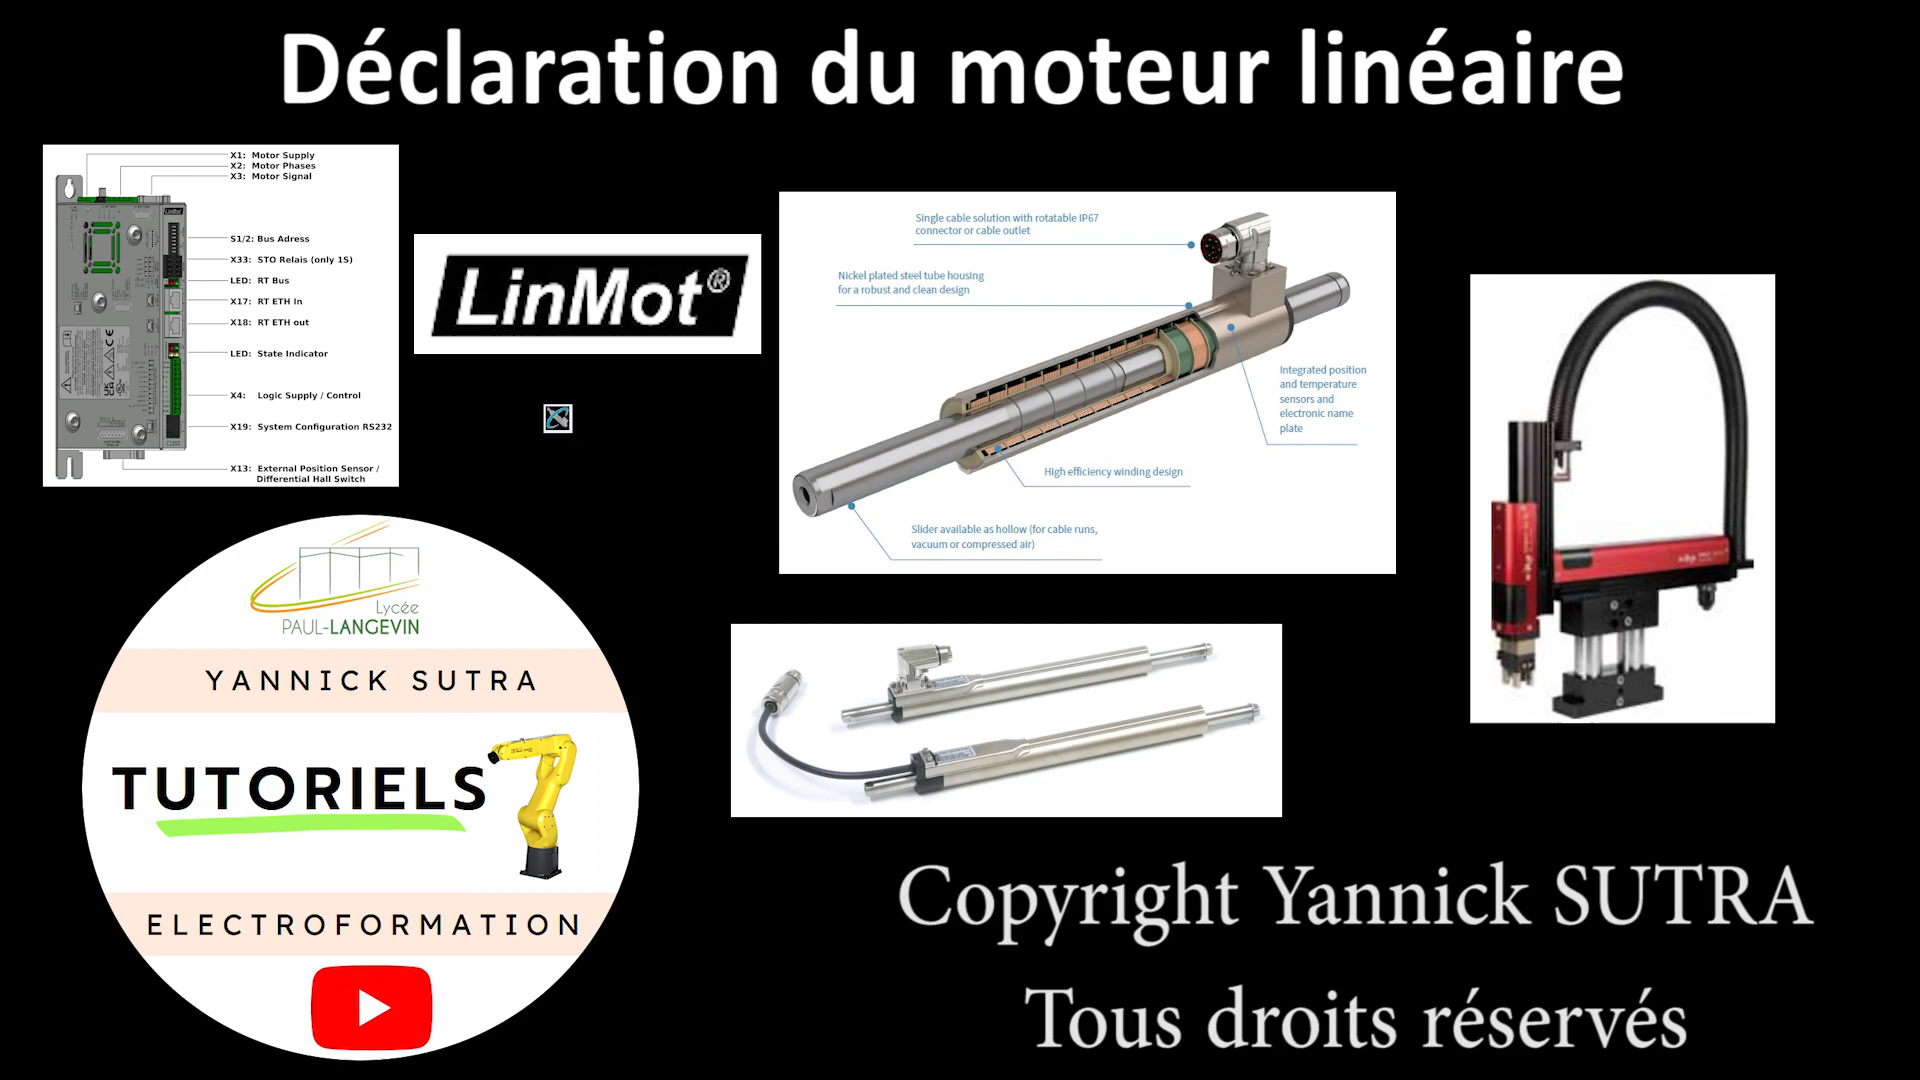 Déclaration du moteur linéaire
X1: Motor Supply
X2: Motor Phases
X3: Motor Signal
S1/2: Bus Adress
X33: STO Relais (only 1S)
LED: RT Bus
X17: RT ETH In
X18: RT ETH out
LED: State Indicator
X4: Logic Supply / Control
X19: System Configuration RS232
X13: External Position Sensor /
Differential Hall Switch
LinMot®
Single cable solution with rotatable IP67
connector or cable outlet
Nickel plated steel tube housing
for a robust and clean design
Integrated position
and temperature
sensors and
electronic name
plate
High efficiency winding design
Slider available as hollow (for cable runs,
vacuum or compressed air)
Lycée
PAUL-LANGEVIN
YANNICK SUTRA
TUTORIELS
ELECTROFORMATION
Copyright Yannick SUTRA
Tous droits réservés